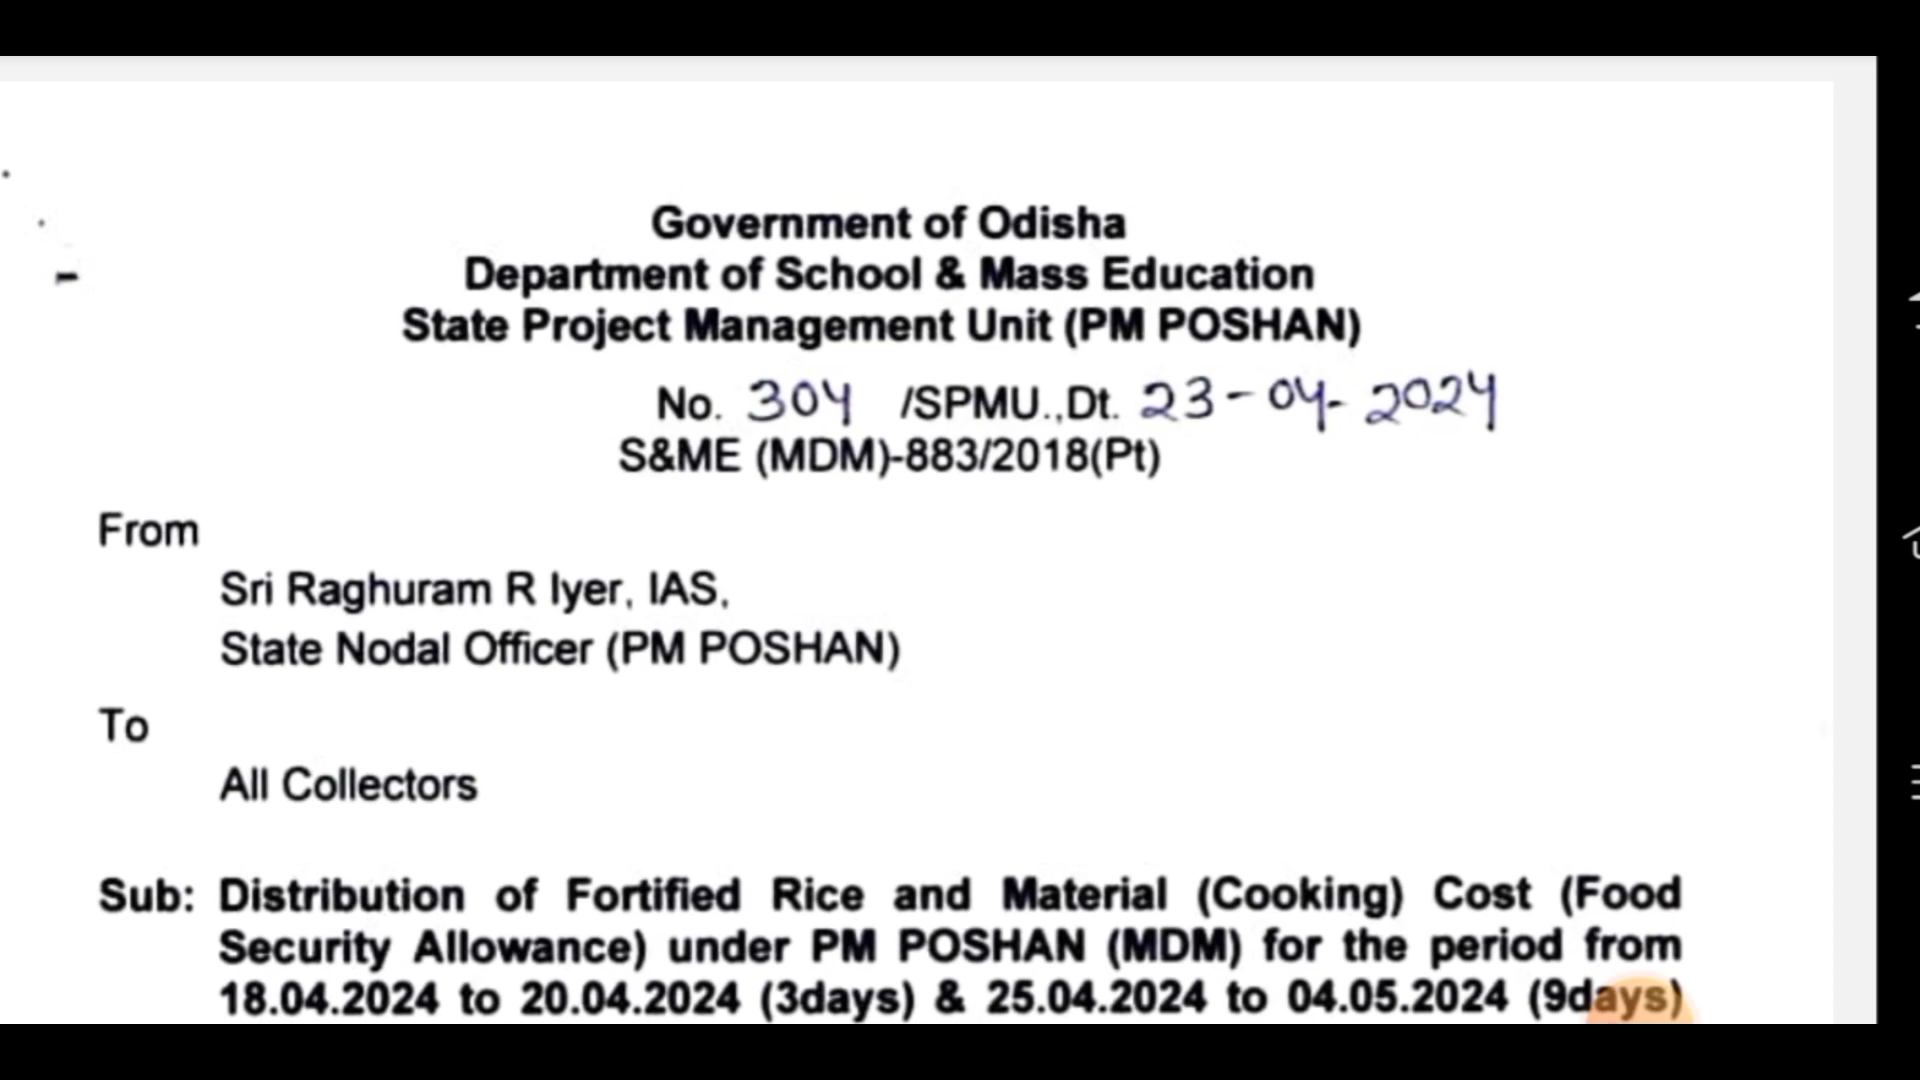 Government of Odisha
Department of School & Mass Education
State Project Management Unit (PM POSHAN)
No. 304 /SPMU.,Dt. 23-04-2024
S&ME (MDM)-883/2018(Pt)
From
Sri Raghuram R Iyer, IAS,
State Nodal Officer (PM POSHAN)
To
All Collectors
Sub: Distribution of Fortified Rice and Material (Cooking) Cost (Food
Security Allowance) under PM POSHAN (MDM) for the period from
18.04.2024 to 20.04.2024 (3days) & 25.04.2024 to 04.05.2024 (9days)